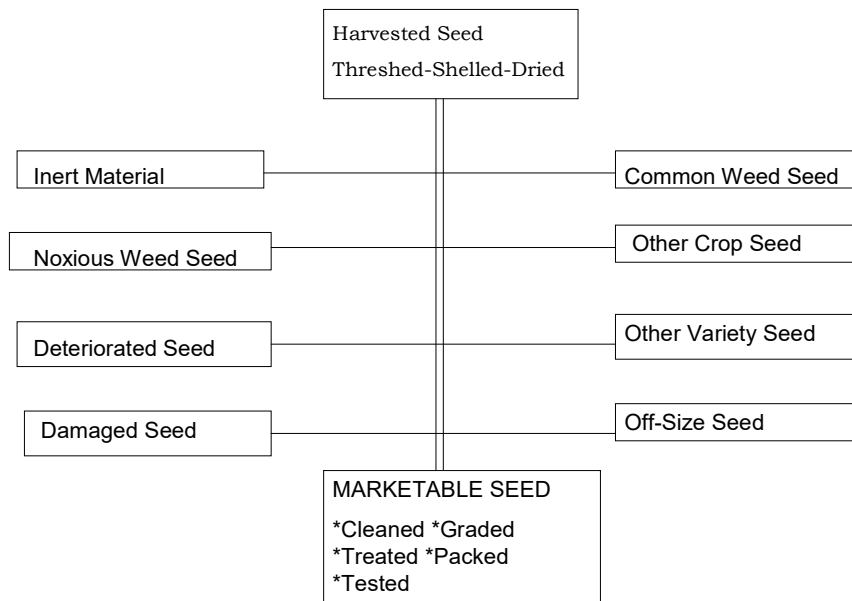 Harvested Seed
Threshed-Shelled-Dried
Inert Material
Common Weed Seed
Noxious Weed Seed
Other Crop Seed
Deteriorated Seed
Other Variety Seed
Damaged Seed
Off-Size Seed
MARKETABLE SEED
*Cleaned *Graded
*Treated *Packed
*Tested